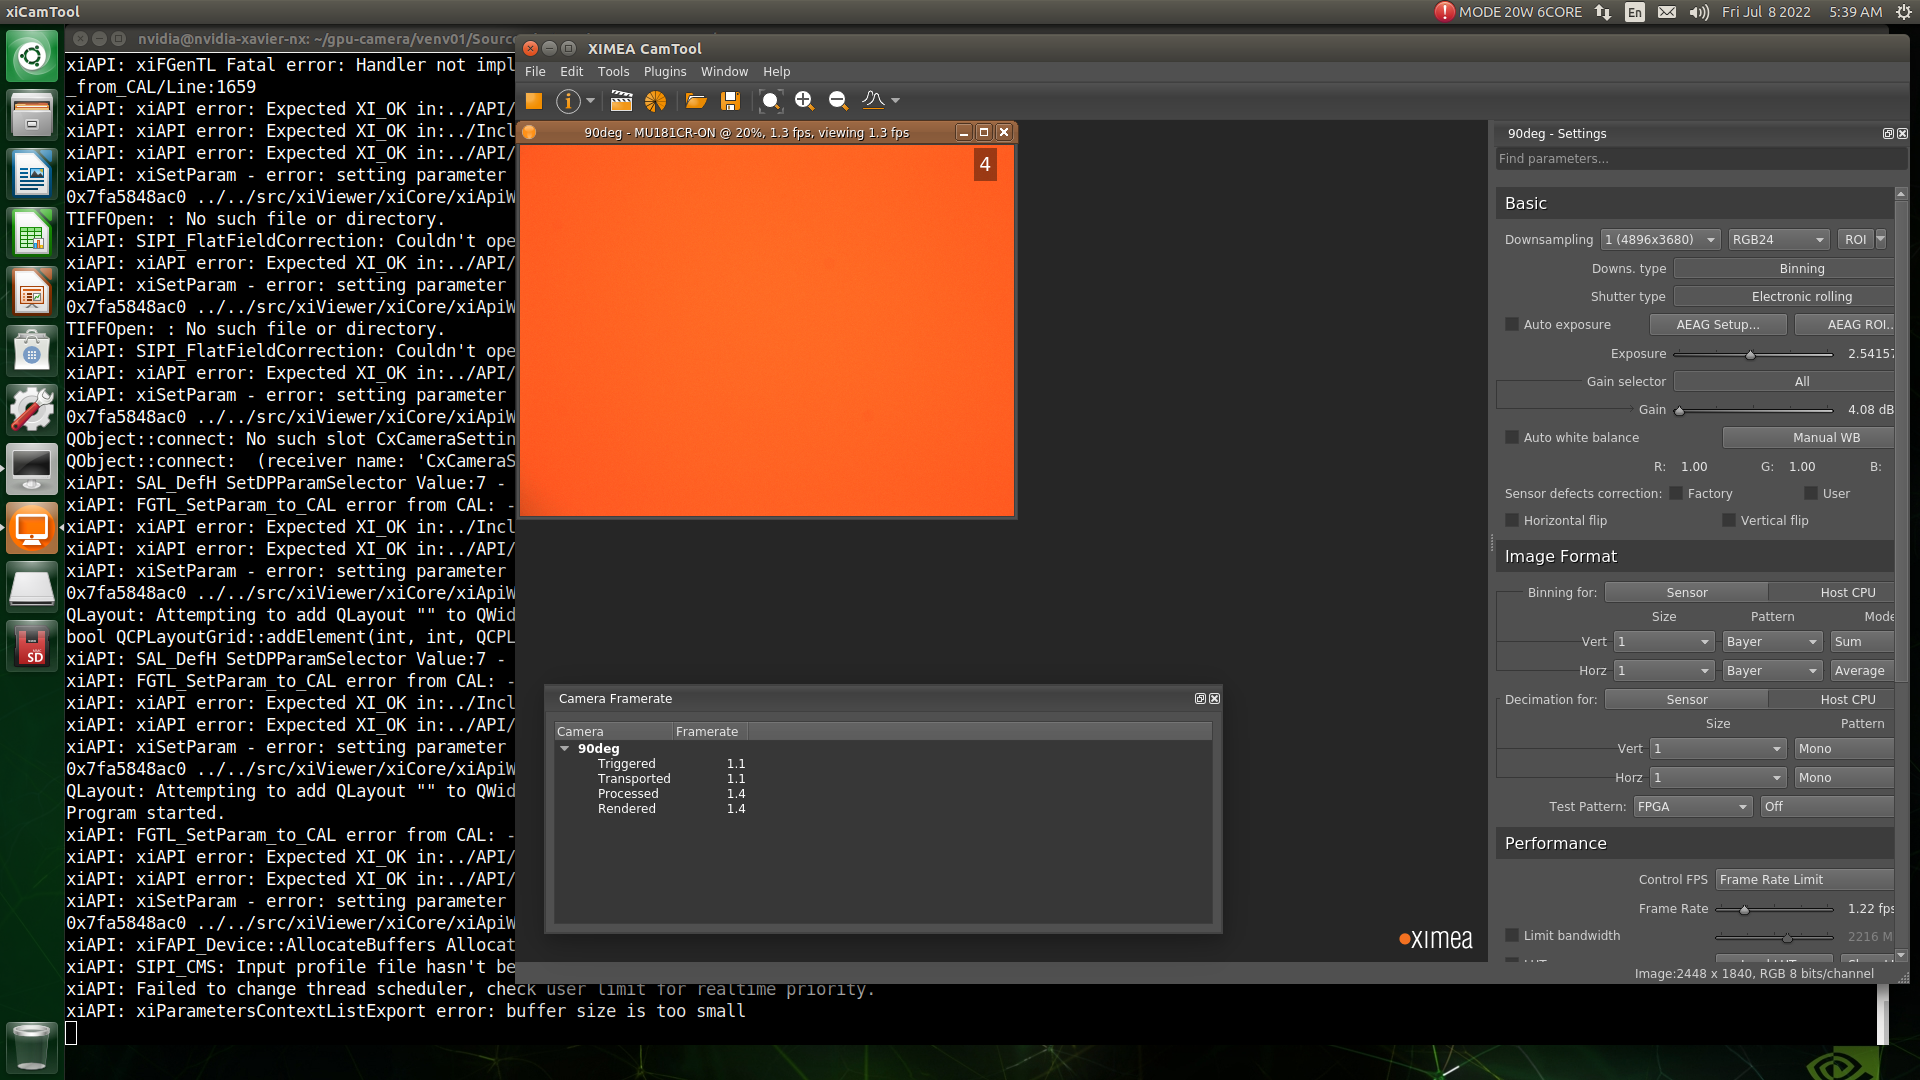 xiCamTool
MODE 20W 6CORE
En
Fri Jul 8 2022
5:39 AM
nvidia@nvidia-xavier-nx: ~/gpu-camera/venv01/Sourc
xiAPI: xiFGenTL Fatal error: Handler not impl
_from_CAL/Line:1659
xiAPI: xiAPI error: Expected XI_OK in:../API/
xiAPI: xiAPI error: Expected XI_OK in:../Incl
xiAPI: xiAPI error: Expected XI_OK in:../API/
xiAPI: xiSetParam - error: setting parameter
0x7fa5848ac0 ../../src/xiViewer/xiCore/xiApiW
TIFFOpen: : No such file or directory.
xiAPI: SIPI_FlatFieldCorrection: Couldn't ope
xiAPI: xiAPI error: Expected XI_OK in:../API/
xiAPI: xiSetParam - error: setting parameter
0x7fa5848ac0 ../../src/xiViewer/xiCore/xiApiW
TIFFOpen: : No such file or directory.
xiAPI: SIPI_FlatFieldCorrection: Couldn't ope
xiAPI: xiAPI error: Expected XI_OK in:../API/
xiAPI: xiSetParam - error: setting parameter
0x7fa5848ac0 ../../src/xiViewer/xiCore/xiApiW
QObject::connect: No such slot CxCameraSettin
QObject::connect:  (receiver name: 'CxCameraS
xiAPI: SAL_DefH SetDPParamSelector Value:7 -
xiAPI: FGTL_SetParam_to_CAL error from CAL: -
xiAPI: xiAPI error: Expected XI_OK in:../Incl
xiAPI: xiAPI error: Expected XI_OK in:../API/
xiAPI: xiSetParam - error: setting parameter
0x7fa5848ac0 ../../src/xiViewer/xiCore/xiApiW
QLayout: Attempting to add QLayout "" to QWid
bool QCPLayoutGrid::addElement(int, int, QCPL
xiAPI: SAL_DefH SetDPParamSelector Value:7 -
xiAPI: FGTL_SetParam_to_CAL error from CAL: -
xiAPI: xiAPI error: Expected XI_OK in:../Incl
xiAPI: xiAPI error: Expected XI_OK in:../API/
xiAPI: xiSetParam - error: setting parameter
0x7fa5848ac0 ../../src/xiViewer/xiCore/xiApiW
QLayout: Attempting to add QLayout "" to QWid
Program started.
xiAPI: FGTL_SetParam_to_CAL error from CAL: -
xiAPI: xiAPI error: Expected XI_OK in:../API/
xiAPI: xiAPI error: Expected XI_OK in:../API/
xiAPI: xiSetParam - error: setting parameter
0x7fa5848ac0 ../../src/xiViewer/xiCore/xiApiW
xiAPI: xiFAPI_Device::AllocateBuffers Allocat
xiAPI: SIPI_CMS: Input profile file hasn't be
xiAPI: Failed to change thread scheduler, check user limit for realtime priority.
xiAPI: xiParametersContextListExport error: buffer size is too small
XIMEA CamTool
File Edit Tools Plugins Window Help
90deg - MU181CR-ON @ 20%, 1.3 fps, viewing 1.3 fps
4
Camera Framerate
Camera Framerate
90deg
Triggered 1.1
Transported 1.1
Processed 1.4
Rendered 1.4
ximea
90deg - Settings
Find parameters...
Basic
Downsampling 1 (4896x3680) RGB24 ROI
Downs. type Binning
Shutter type Electronic rolling
Auto exposure AEAG Setup... AEAG ROI..
Exposure 2.54157
Gain selector All
Gain 4.08 dB
Auto white balance Manual WB
R: 1.00 G: 1.00 B:
Sensor defects correction: Factory User
Horizontal flip Vertical flip
Image Format
Binning for: Sensor Host CPU
Size Pattern Mode
Vert 1 Bayer Sum
Horz 1 Bayer Average
Decimation for: Sensor Host CPU
Size Pattern
Vert 1 Mono
Horz 1 Mono
Test Pattern: FPGA Off
Performance
Control FPS Frame Rate Limit
Frame Rate 1.22 fps
Limit bandwidth 2216 M
Image:2448 x 1840, RGB 8 bits/channel
SD